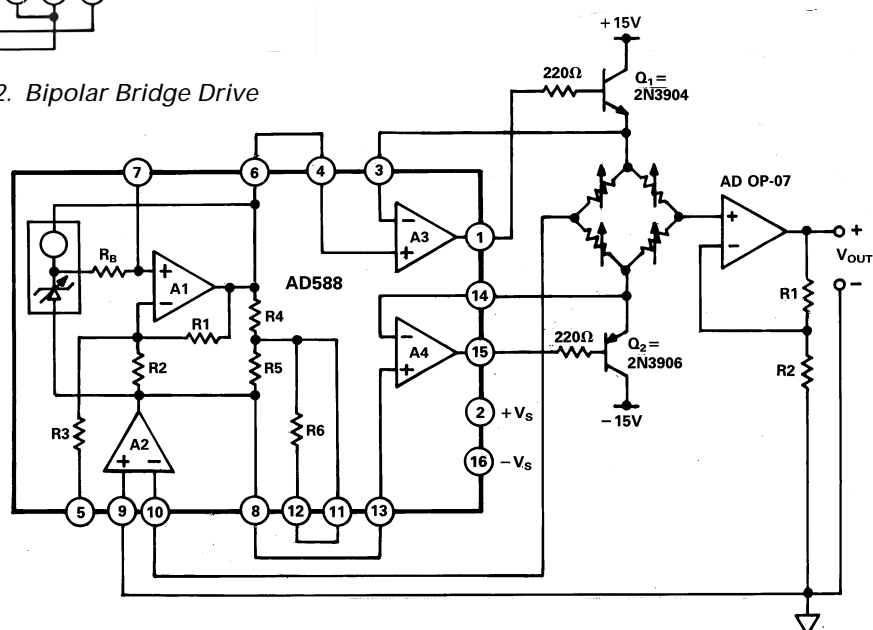 2. Bipolar Bridge Drive
+15V
220Ω
Q1=
2N3904
7
6
4
3
AD OP-07
RB
+
A1
−
AD588
−
A3
+
1
+
−
+
VOUT
−
R1
R4
14
R1
R2
R5
−
A4
+
15
220Ω
Q2=
2N3906
R2
R3
R6
2
+VS
−15V
A2
+
−
16
−VS
5
9
10
8
12
11
13